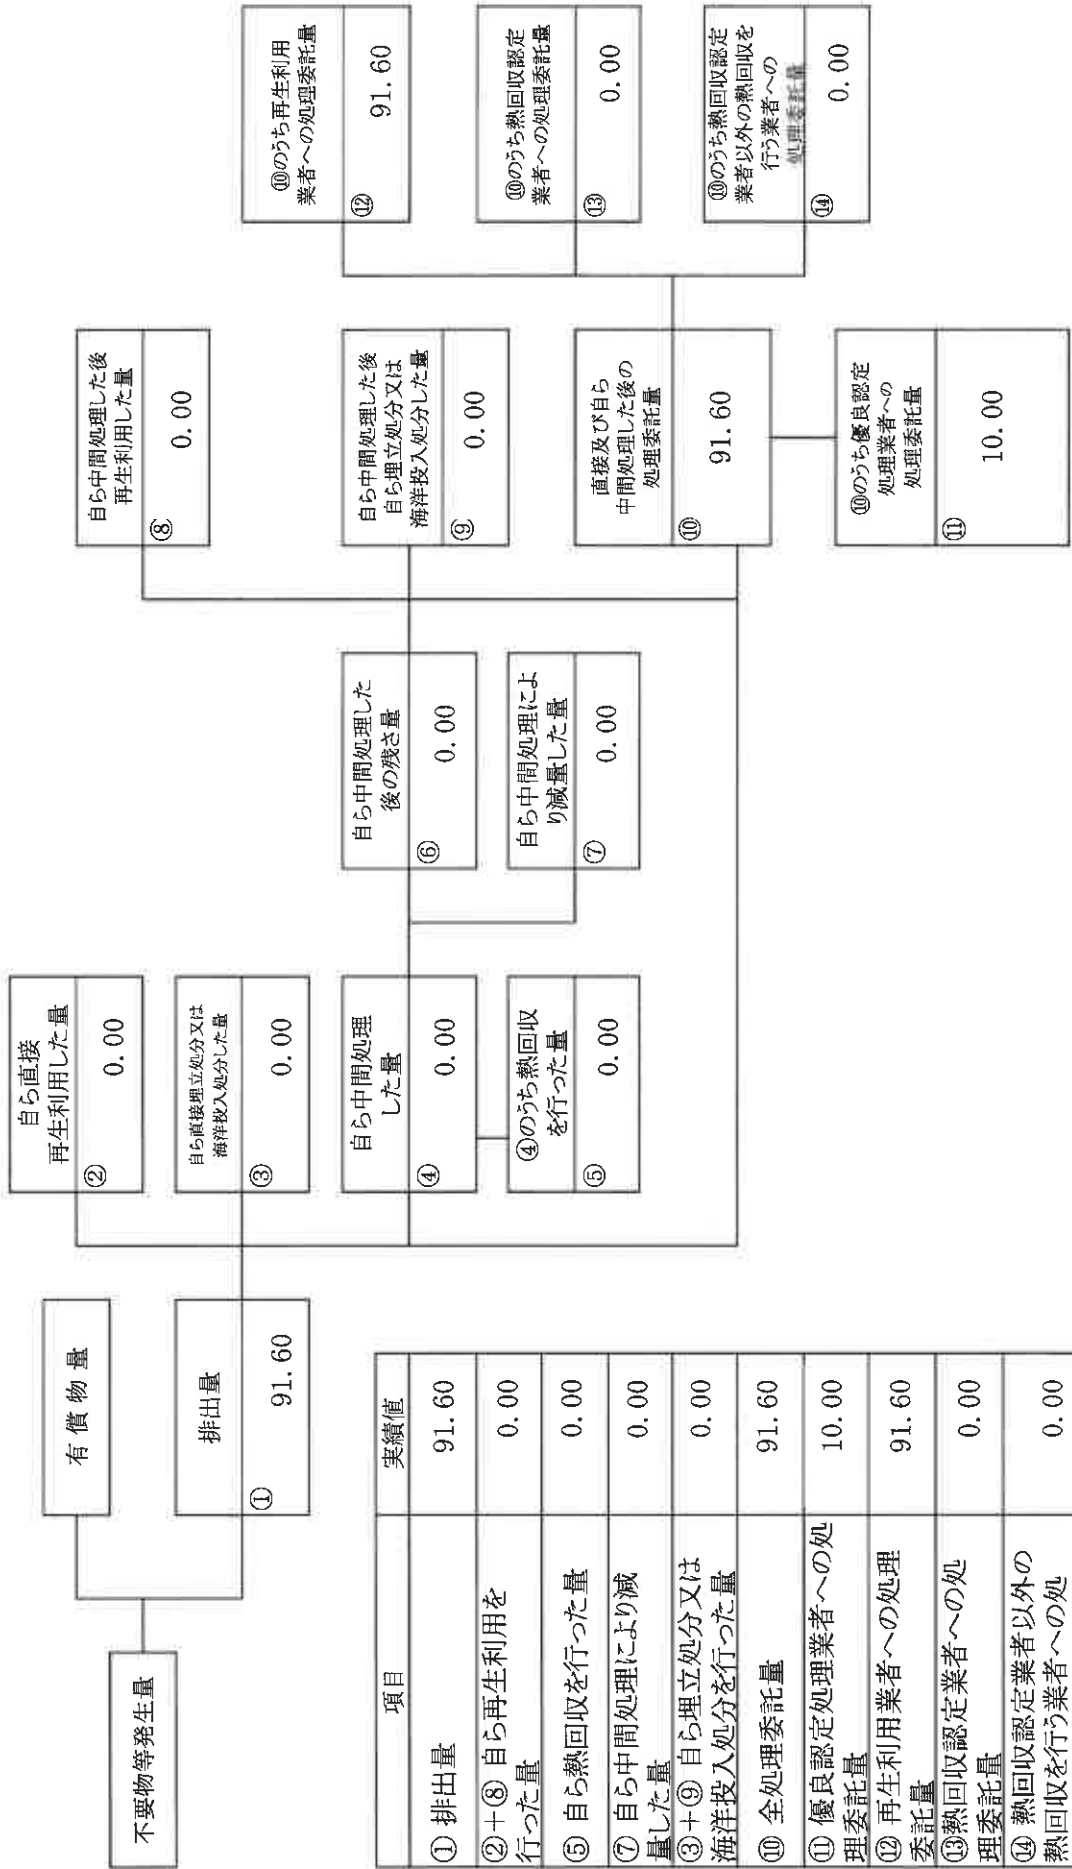 不要物等発生量
有償物量
排出量
① 91.60
自ら直接
再生利用した量
② 0.00
自ら直接埋立処分又は
海洋投入処分した量
③ 0.00
自ら中間処理
した量
④ 0.00
④のうち熱回収
を行った量
⑤ 0.00
自ら中間処理した
後の残さ量
⑥ 0.00
自ら中間処理によ
り減量した量
⑦ 0.00
自ら中間処理した後
再生利用した量
⑧ 0.00
自ら中間処理した後
自ら埋立処分又は
海洋投入処分した量
⑨ 0.00
直接及び自ら
中間処理した後の
処理委託量
⑩ 91.60
⑩のうち優良認定
処理業者への
処理委託量
⑪ 10.00
⑩のうち再生利用
業者への処理委託量
⑫ 91.60
⑩のうち熱回収認定
業者への処理委託量
⑬ 0.00
⑩のうち熱回収認定
業者以外の熱回収を
行う業者への
処理委託量
⑭ 0.00
項目 実績値
① 排出量 91.60
②+⑧ 自ら再生利用を
行った量 0.00
⑤ 自ら熱回収を行った量 0.00
⑦ 自ら中間処理により減
量した量 0.00
③+⑨ 自ら埋立処分又は
海洋投入処分を行った量 0.00
⑩ 全処理委託量 91.60
⑪ 優良認定処理業者への処
理委託量 10.00
⑫ 再生利用業者への処理
委託量 91.60
⑬熱回収認定業者への処
理委託量 0.00
⑭ 熱回収認定業者以外の
熱回収を行う業者への処 0.00